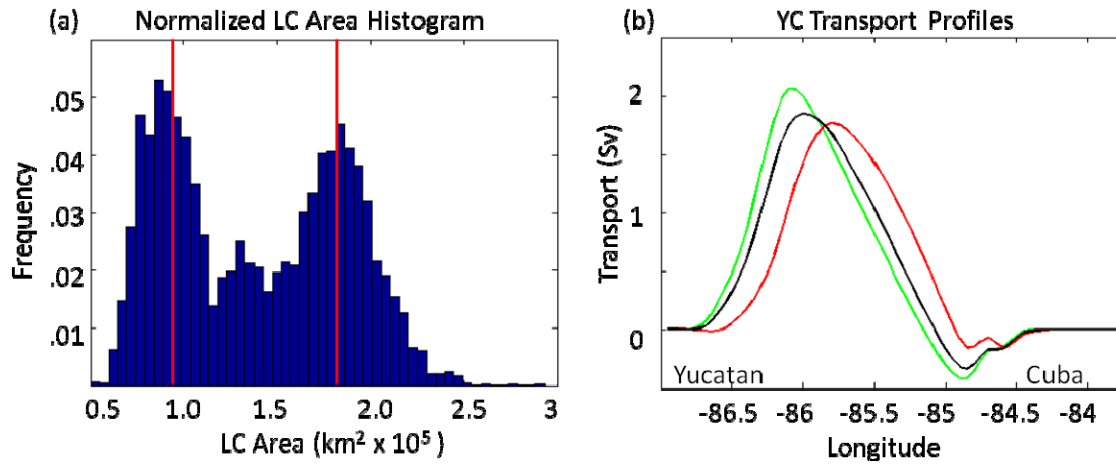 (a) Normalized LC Area Histogram
Frequency
.05
.04
.03
.02
.01
0.5 1.0 1.5 2.0 2.5 3
LC Area (km² x 10⁵ )
(b) YC Transport Profiles
Transport (Sv)
2
1
0
Yucatan Cuba
-86.5 -86 -85.5 -85 -84.5 -84
Longitude